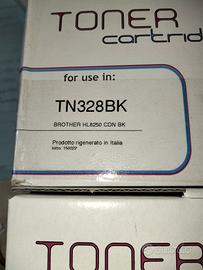 TONER
cartrid
for use in:
TN328BK
BROTHER HL8250 CDN BK
Prodotto rigenerato in Italia
TONER